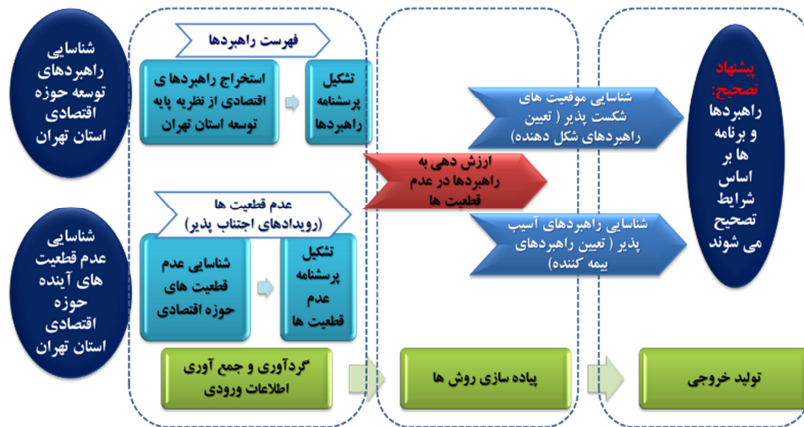 شناسایی
راهبردهای
توسعه حوزه
اقتصادی
استان تهران
فهرست راهبردها
استخراج راهبردها ی
اقتصادی از نظریه پایه
توسعه استان تهران
تشکیل
پرسشنامه
راهبردها
شناسایی
عدم قطعیت
های آینده
حوزه
اقتصادی
استان تهران
عدم قطعیت ها
(رویدادهای اجتناب پذیر)
شناسایی عدم
قطعیت های
حوزه اقتصادی
تشکیل
پرسشنامه
عدم
قطعیت ها
ارزش دهی به
راهبردها در عدم
قطعیت ها
شناسایی موقعیت های
شکست پذیر ( تعیین
راهبردهای شکل دهنده)
شناسایی راهبردهای آسیب
پذیر ( تعیین راهبردهای
بیمه کننده)
پیشنهاد
تصحیح:
راهبردها
و برنامه
ها بر
اساس
شرایط
تصحیح
می شوند
گردآوری و جمع آوری
اطلاعات ورودی
پیاده سازی روش ها
تولید خروجی